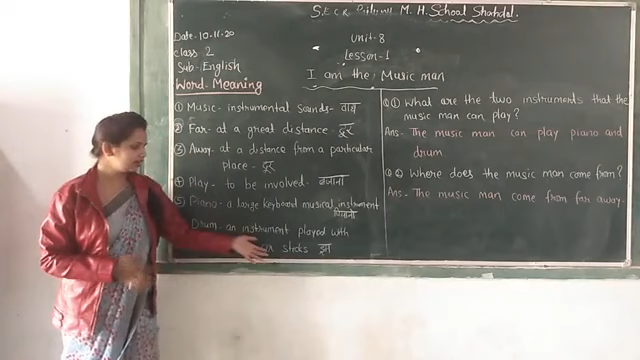 S.E.C.R. M. H. School Shahdol
Date-10-11-20
class 2
Sub-English
Unit-8
Lesson-1
I am the Music man
Word-Meaning
① Music - instrumental sounds-
② Far- at a great distance - दूर
③ Away- at a distance from a particular
place - दूर
④ Play - to be involved- बजाना
⑤ Piano- a large keyboard musical instrument
पियानो
Drum- an instrument played with
sticks
Q① What are the two instruments that the
music man can play?
Ans- The music man can play piano and
drum
Q② Where does the music man come from?
Ans- The music man come from far away.